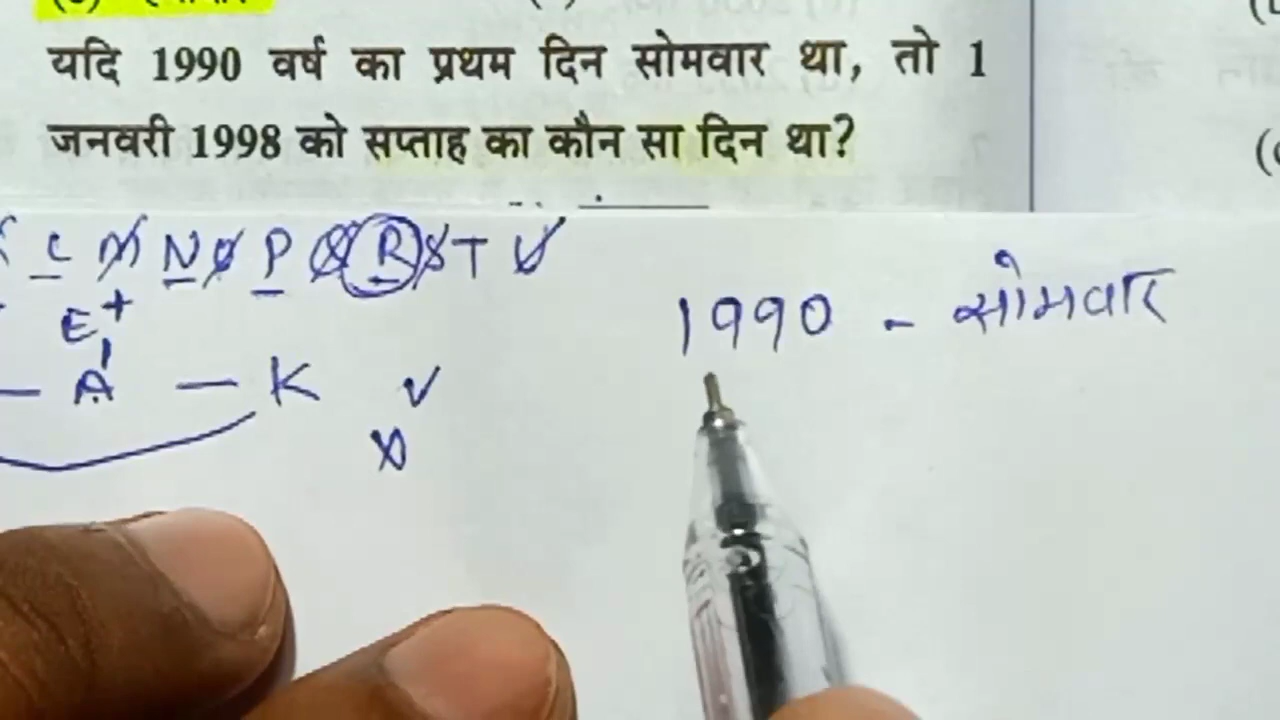 यदि 1990 वर्ष का प्रथम दिन सोमवार था, तो 1
जनवरी 1998 को सप्ताह का कौन सा दिन था?
L M N O P Q R S T U
E +
1990 - सोमवार
— A — K ✓